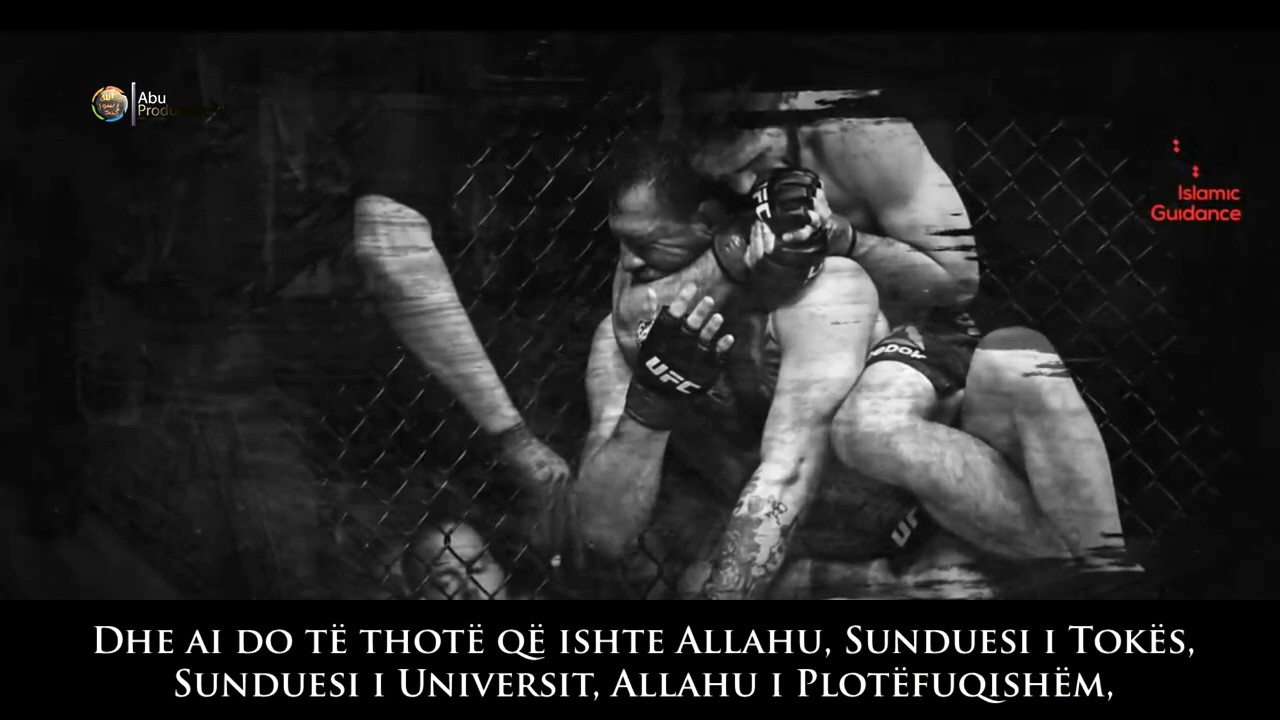 Abu
Islamic
Guidance
UFC
DHE AI DO TË THOTË QË ISHTE ALLAHU, SUNDUESI I TOKËS,
SUNDUESI I UNIVERSIT, ALLAHU I PLOTËFUQISHËM,